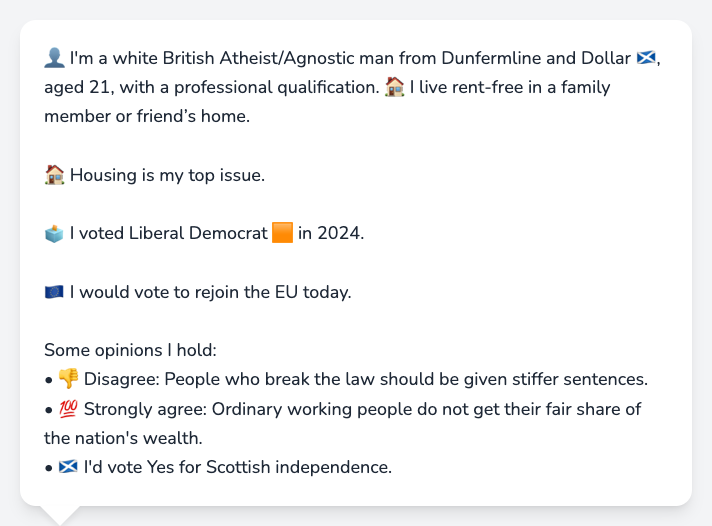 👤 I'm a white British Atheist/Agnostic man from Dunfermline and Dollar 🏴󠁧󠁢󠁳󠁣󠁴󠁿,
aged 21, with a professional qualification. 🏠 I live rent-free in a family
member or friend’s home.
🏠 Housing is my top issue.
🗳️ I voted Liberal Democrat 🟧 in 2024.
🇪🇺 I would vote to rejoin the EU today.
Some opinions I hold:
• 👎 Disagree: People who break the law should be given stiffer sentences.
• 💯 Strongly agree: Ordinary working people do not get their fair share of
the nation's wealth.
• 🏴󠁧󠁢󠁳󠁣󠁴󠁿 I'd vote Yes for Scottish independence.